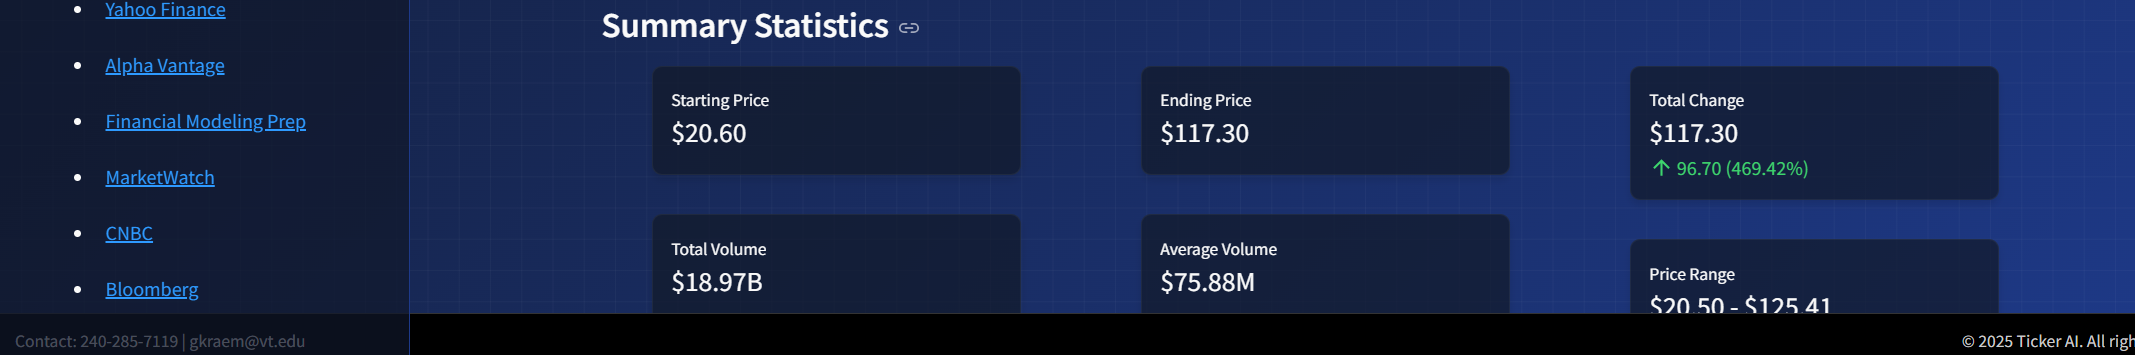 Yahoo Finance
Alpha Vantage
Financial Modeling Prep
MarketWatch
CNBC
Bloomberg
Contact: 240-285-7119 | gkraem@vt.edu
Summary Statistics
Starting Price
$20.60
Ending Price
$117.30
Total Change
$117.30
↑ 96.70 (469.42%)
Total Volume
$18.97B
Average Volume
$75.88M
Price Range
$20.50 - $125.41
© 2025 Ticker AI. All righ